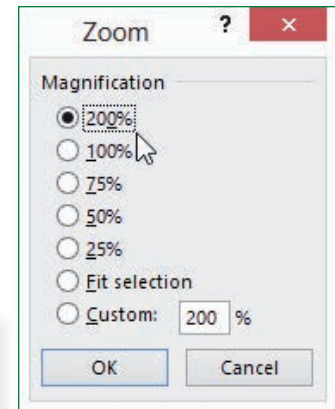 Zoom ? ×
Magnification
200%
100%
75%
50%
25%
Fit selection
Custom: 200 %
OK Cancel